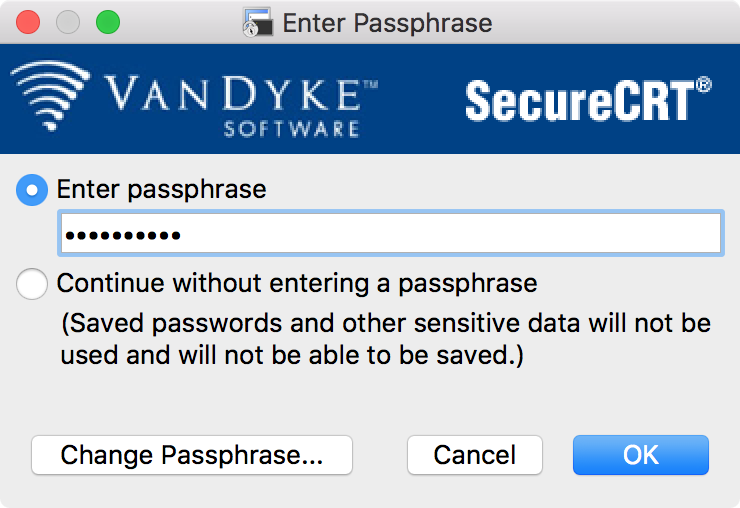 Enter Passphrase
VANDYKE™
SOFTWARE
SecureCRT®
Enter passphrase
••••••••••
Continue without entering a passphrase
(Saved passwords and other sensitive data will not be
used and will not be able to be saved.)
Change Passphrase...
Cancel
OK